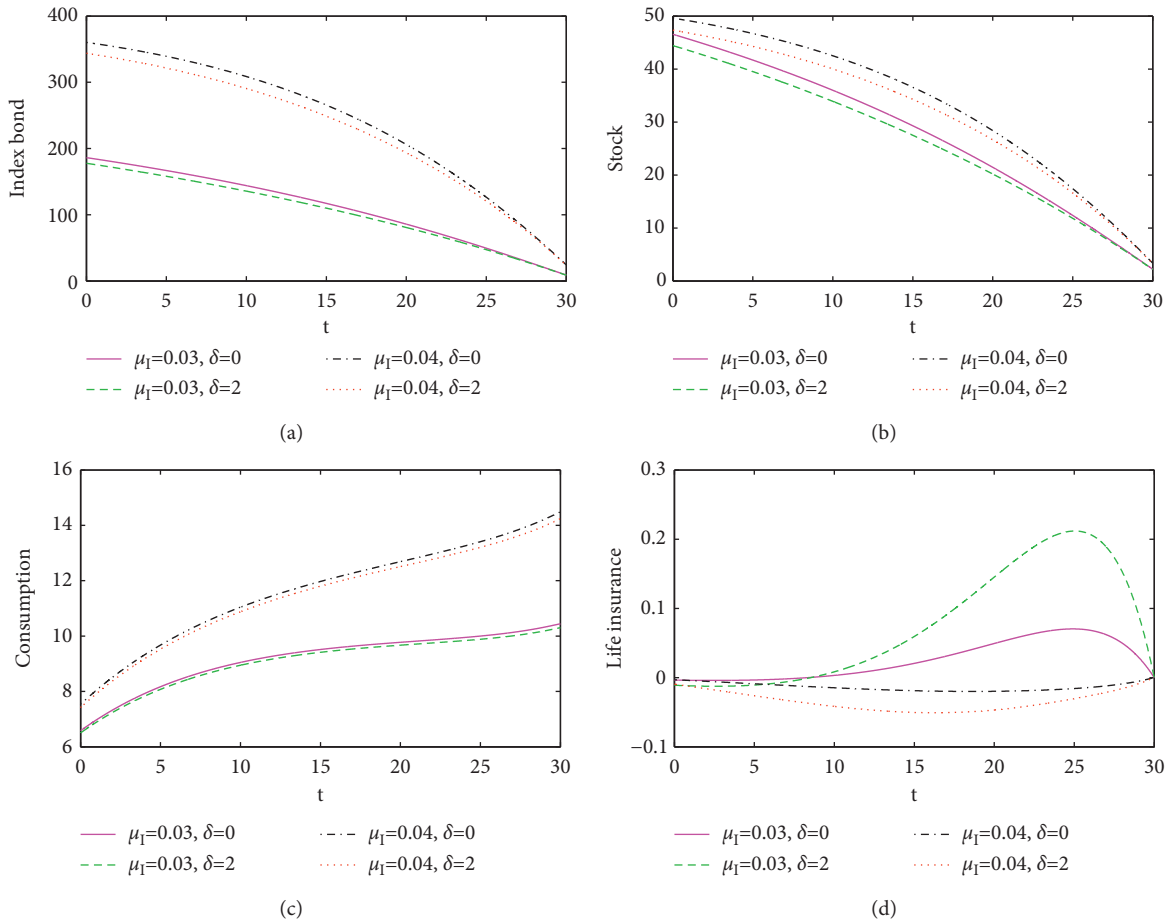 400
300
200
100
0
Index bond
0 5 10 15 20 25 30
t
μI=0.03, δ=0
μI=0.04, δ=0
μI=0.03, δ=2
μI=0.04, δ=2
(a)
50
40
30
20
10
0
Stock
0 5 10 15 20 25 30
t
μI=0.03, δ=0
μI=0.04, δ=0
μI=0.03, δ=2
μI=0.04, δ=2
(b)
16
14
12
10
8
6
Consumption
0 5 10 15 20 25 30
t
μI=0.03, δ=0
μI=0.04, δ=0
μI=0.03, δ=2
μI=0.04, δ=2
(c)
0.3
0.2
0.1
0
−0.1
Life insurance
0 5 10 15 20 25 30
t
μI=0.03, δ=0
μI=0.04, δ=0
μI=0.03, δ=2
μI=0.04, δ=2
(d)